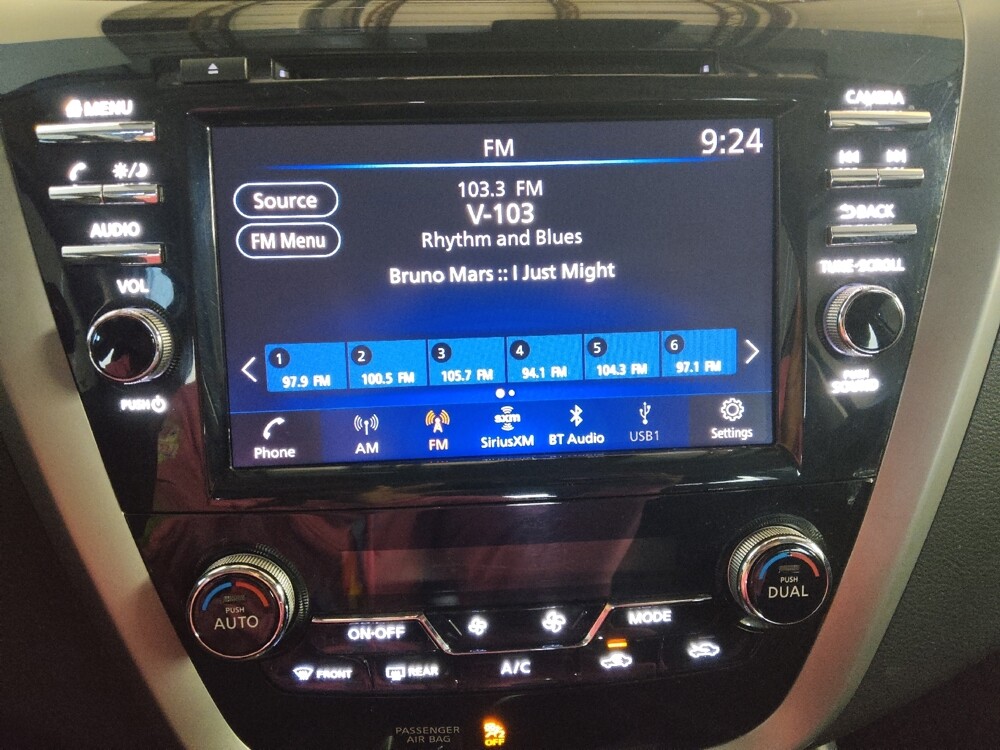 MENU
AUDIO
VOL
PUSH
FM
9:24
Source
FM Menu
103.3 FM
V-103
Rhythm and Blues
Bruno Mars :: I Just Might
1
97.9 FM
2
100.5 FM
3
105.7 FM
4
94.1 FM
5
104.3 FM
6
97.1 FM
Phone
AM
FM
sxm
SiriusXM
BT Audio
USB1
Settings
CAMERA
BACK
TUNE·SCROLL
PUSH
SOUND
PUSH
AUTO
ON·OFF
MODE
FRONT
REAR
A/C
PUSH
DUAL
PASSENGER
AIR BAG
OFF